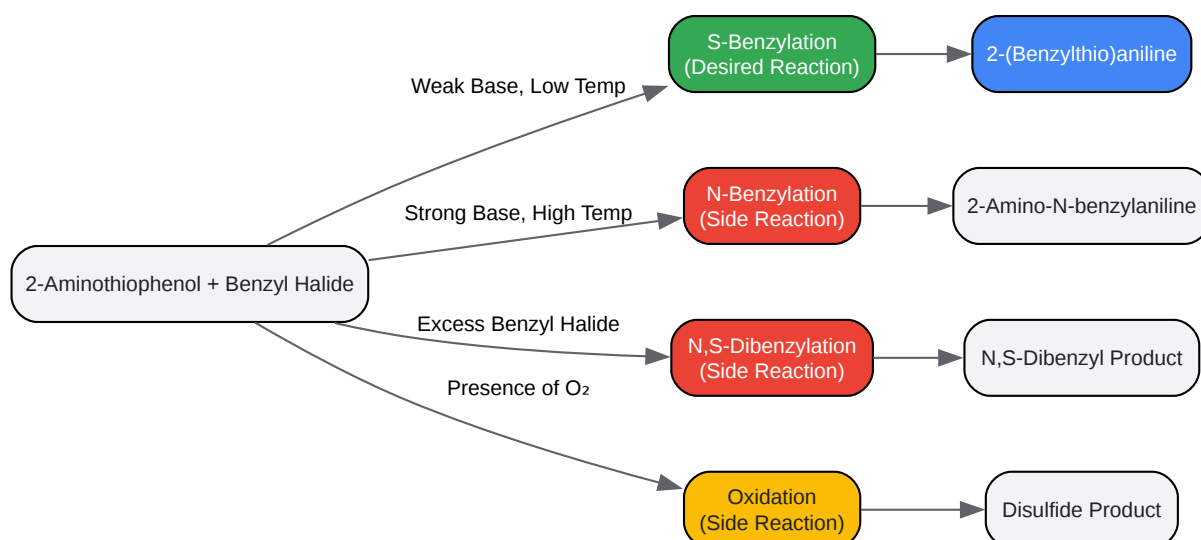 S-Benzylation
(Desired Reaction)
2-(Benzylthio)aniline
Weak Base, Low Temp
N-Benzylation
(Side Reaction)
2-Amino-N-benzylaniline
Strong Base, High Temp
2-Aminothiophenol + Benzyl Halide
Excess Benzyl Halide
N,S-Dibenzylation
(Side Reaction)
N,S-Dibenzyl Product
Presence of O₂
Oxidation
(Side Reaction)
Disulfide Product